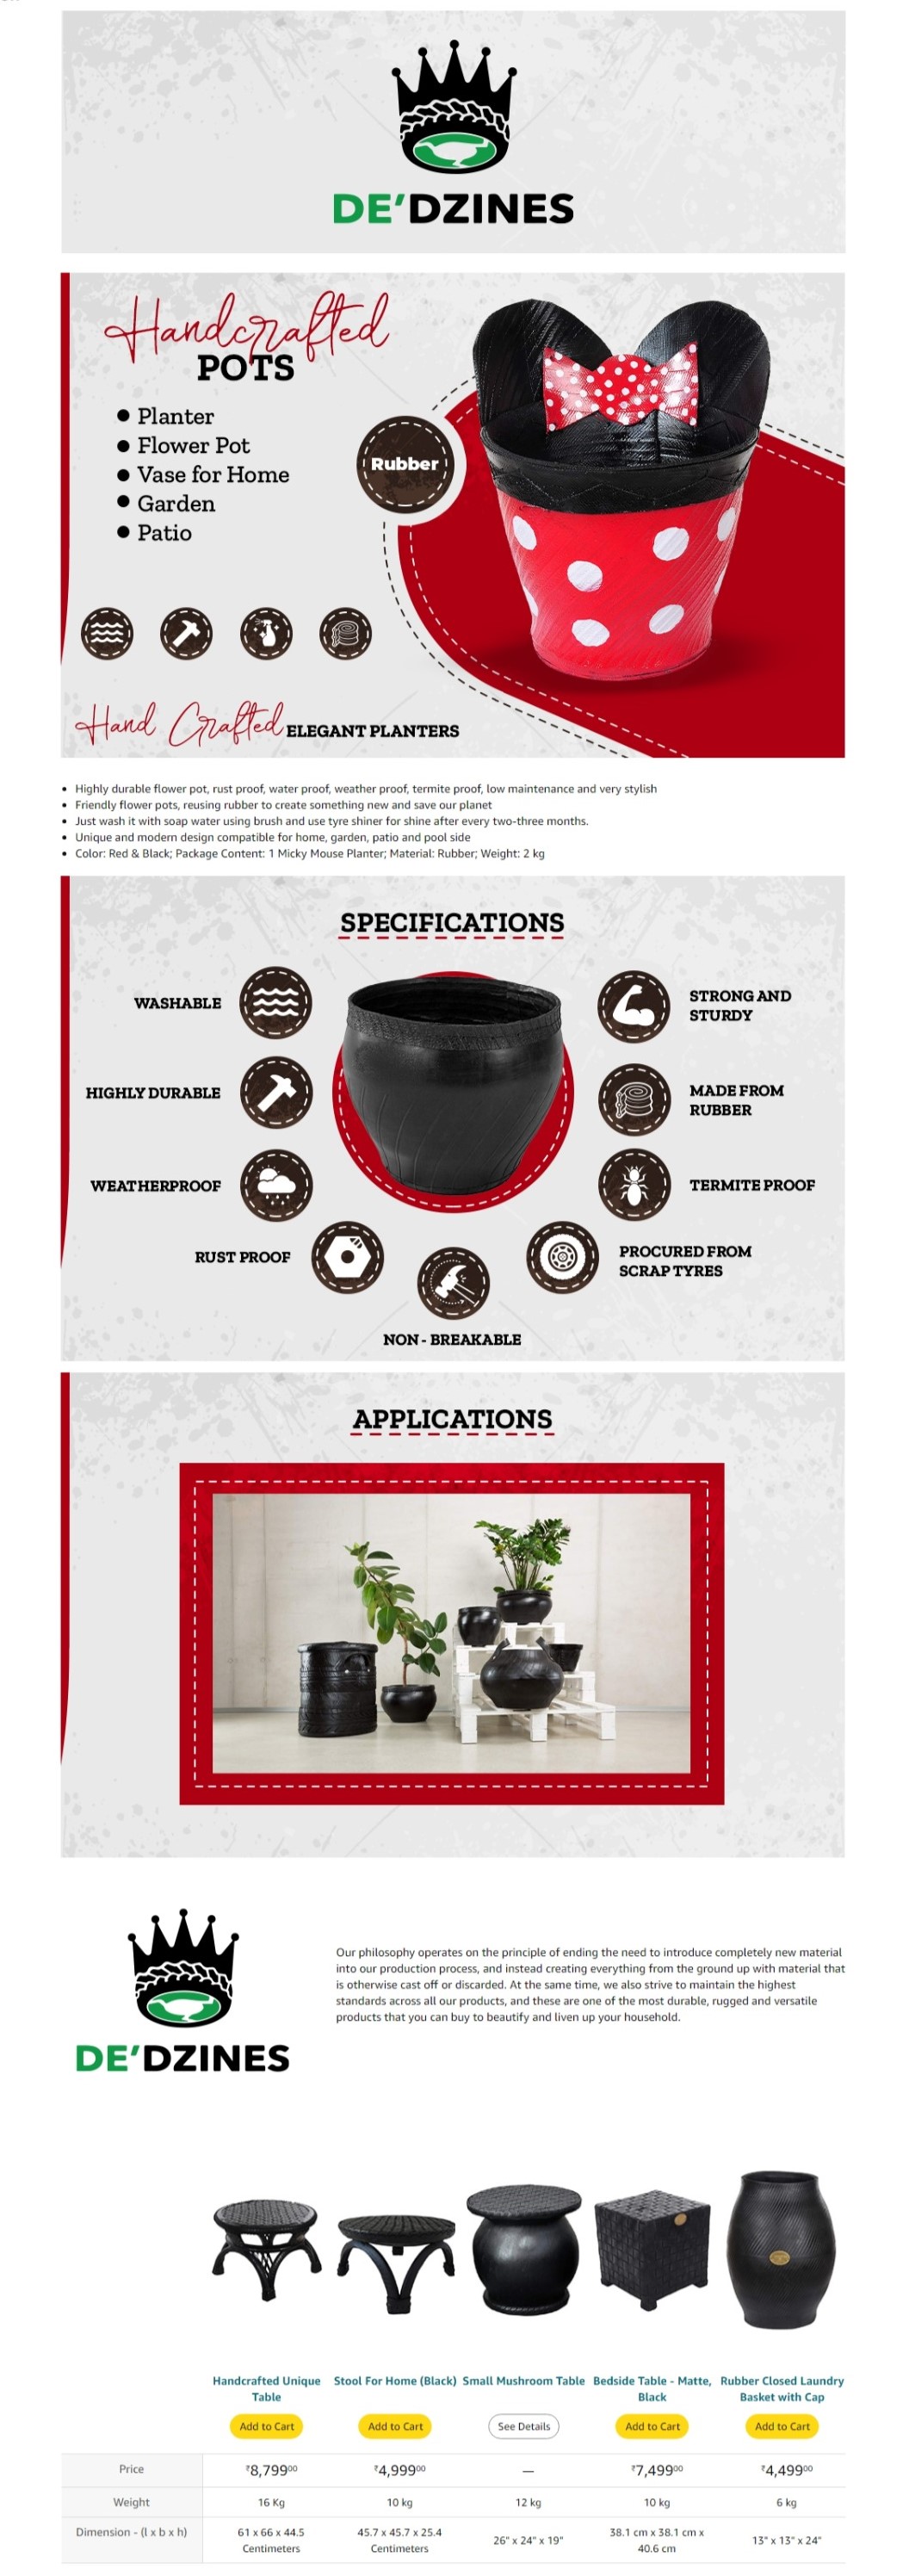 DE'DZINES
Handcrafted
POTS
● Planter
● Flower Pot
● Vase for Home
● Garden
● Patio
Rubber
Hand Crafted ELEGANT PLANTERS
• Highly durable flower pot, rust proof, water proof, weather proof, termite proof, low maintenance and very stylish
• Friendly flower pots, reusing rubber to create something new and save our planet
• Just wash it with soap water using brush and use tyre shiner for shine after every two-three months.
• Unique and modern design compatible for home, garden, patio and pool side
• Color: Red & Black; Package Content: 1 Micky Mouse Planter; Material: Rubber; Weight: 2 kg
SPECIFICATIONS
WASHABLE
HIGHLY DURABLE
WEATHERPROOF
RUST PROOF
NON - BREAKABLE
STRONG AND
STURDY
MADE FROM
RUBBER
TERMITE PROOF
PROCURED FROM
SCRAP TYRES
APPLICATIONS
DE'DZINES
Our philosophy operates on the principle of ending the need to introduce completely new material
into our production process, and instead creating everything from the ground up with material that
is otherwise cast off or discarded. At the same time, we also strive to maintain the highest
standards across all our products, and these are one of the most durable, rugged and versatile
products that you can buy to beautify and liven up your household.
Handcrafted Unique
Table
Stool For Home (Black)
Small Mushroom Table
Bedside Table - Matte,
Black
Rubber Closed Laundry
Basket with Cap
Add to Cart
Add to Cart
See Details
Add to Cart
Add to Cart
Price ₹8,799⁰⁰ ₹4,999⁰⁰ — ₹7,499⁰⁰ ₹4,499⁰⁰
Weight 16 Kg 10 kg 12 kg 10 kg 6 kg
Dimension - (l x b x h)
61 x 66 x 44.5
Centimeters
45.7 x 45.7 x 25.4
Centimeters
26" x 24" x 19"
38.1 cm x 38.1 cm x
40.6 cm
13" x 13" x 24"